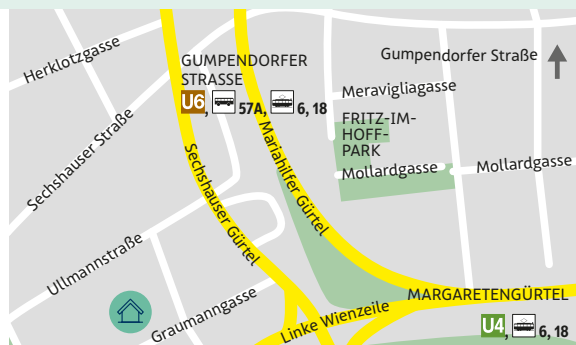 Herklotzgasse
GUMPENDORFER
STRASSE
U6, 57A, 6, 18
Gumpendorfer Straße
Meravigliagasse
FRITZ-IM-
HOFF-
PARK
Mollardgasse
Mollardgasse
Sechshauser Straße
Sechshauser Gürtel
Mariahilfer Gürtel
Ullmannstraße
Graumanngasse
Linke Wienzeile
MARGARETENGÜRTEL
U4, 6, 18